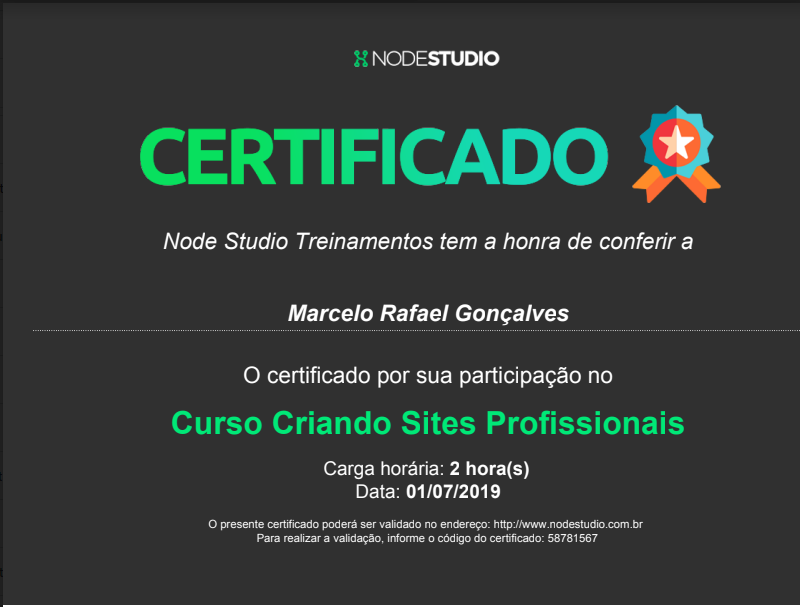 NODESTUDIO
CERTIFICADO
Node Studio Treinamentos tem a honra de conferir a
Marcelo Rafael Gonçalves
O certificado por sua participação no
Curso Criando Sites Profissionais
Carga horária: 2 hora(s)
Data: 01/07/2019
O presente certificado poderá ser validado no endereço: http://www.nodestudio.com.br
Para realizar a validação, informe o código do certificado: 58781567